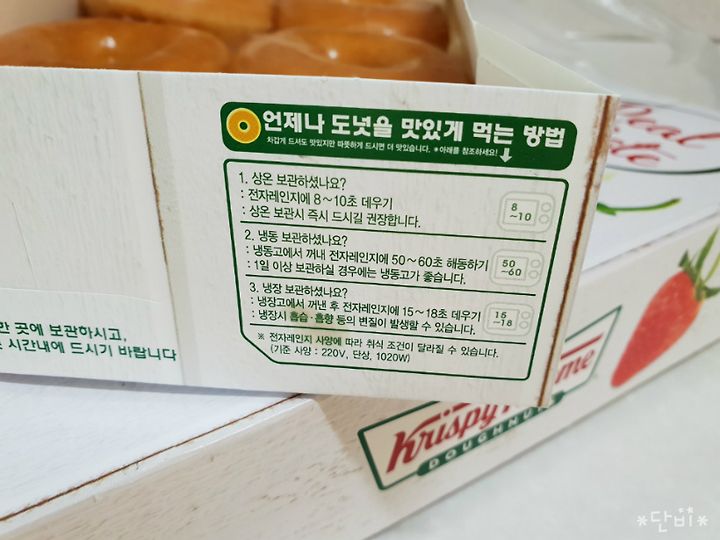 언제나 도넛을 맛있게 먹는 방법
차갑게 드셔도 맛있지만 따뜻하게 드시면 더 맛있습니다. *아래를 참조하세요!
1. 상온 보관하셨나요?
: 전자레인지에 8~10초 데우기
: 상온 보관시 즉시 드시길 권장합니다.
8
~10
2. 냉동 보관하셨나요?
: 냉동고에서 꺼내 전자레인지에 50~60초 해동하기
: 1일 이상 보관하실 경우에는 냉동고가 좋습니다.
50
~60
3. 냉장 보관하셨나요?
: 냉장고에서 꺼낸 후 전자레인지에 15~18초 데우기
: 냉장시 흡습·흡향 등의 변질이 발생할 수 있습니다.
15
~18
※ 전자레인지 사양에 따라 취식 조건이 달라질 수 있습니다.
(기준 사양 : 220V, 단상, 1020W)
곳에 보관하시고,
시간내에 드시기 바랍니다
Krispy Kreme
DOUGHNUTS
*단비*